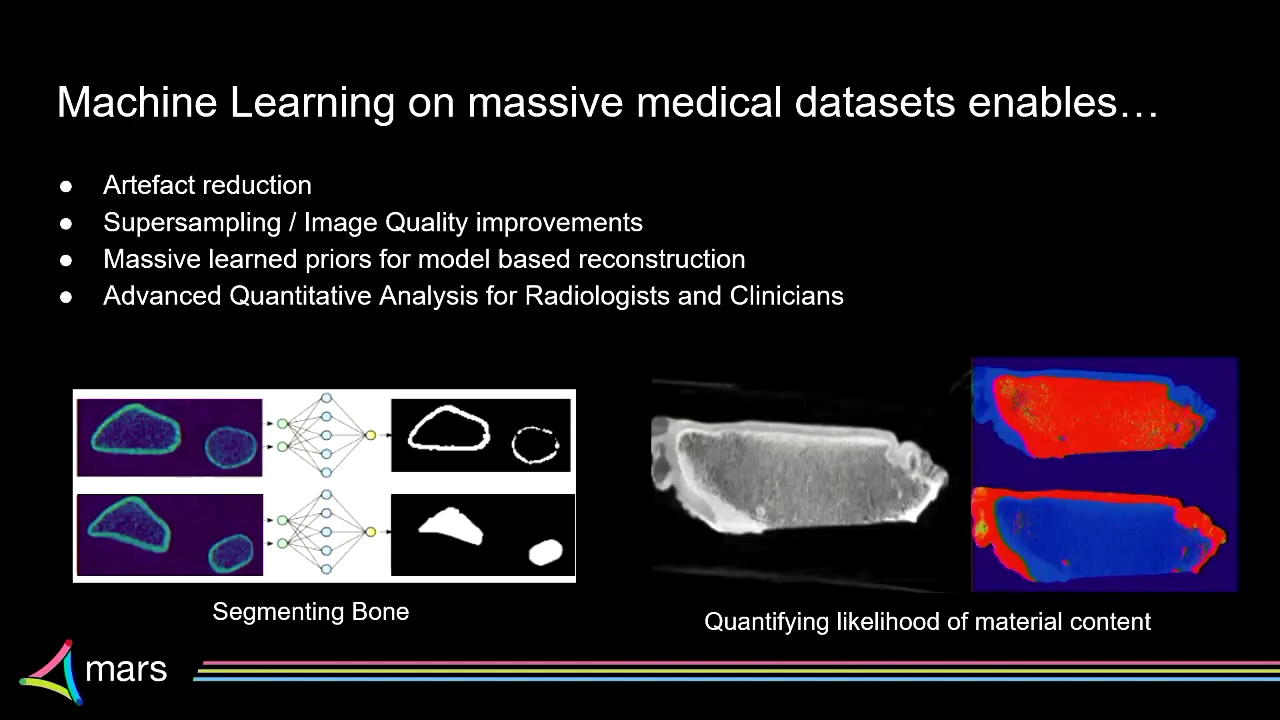 Machine Learning on massive medical datasets enables…
● Artefact reduction
● Supersampling / Image Quality improvements
● Massive learned priors for model based reconstruction
● Advanced Quantitative Analysis for Radiologists and Clinicians
Segmenting Bone
Quantifying likelihood of material content
mars